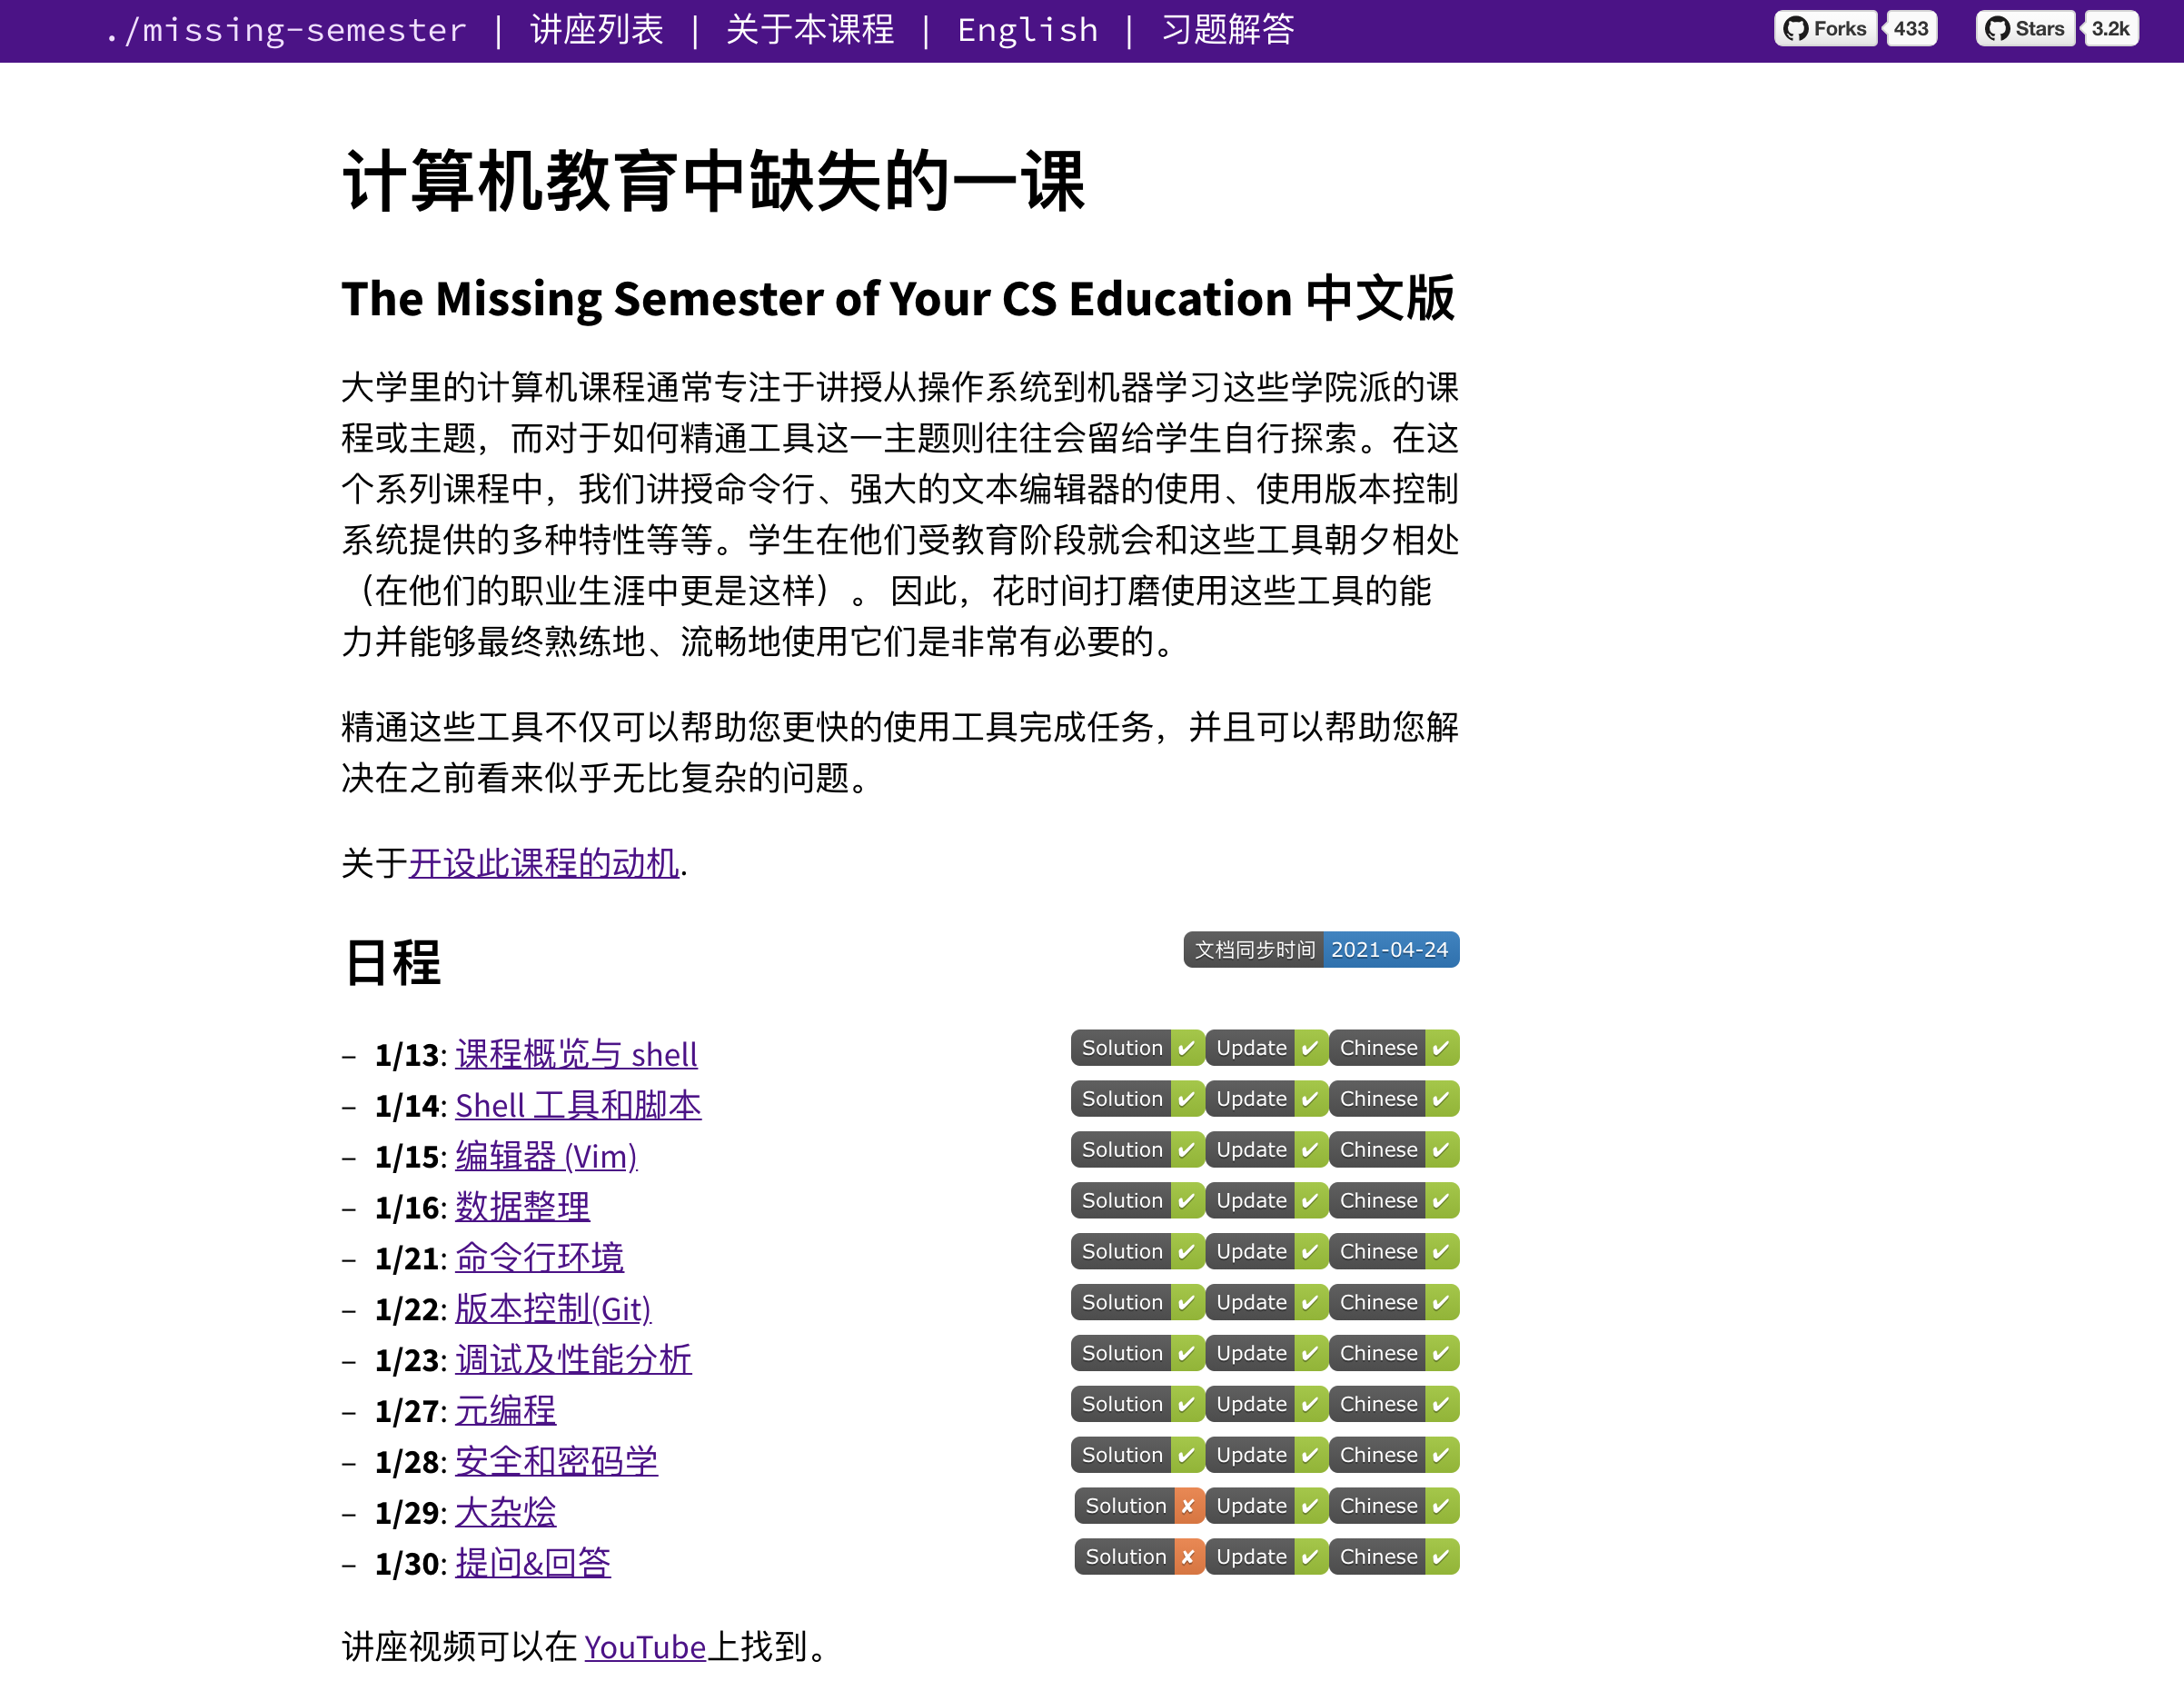 ./missing-semester | 讲座列表 | 关于本课程 | English | 习题解答 Forks 433 Stars 3.2k
计算机教育中缺失的一课
The Missing Semester of Your CS Education 中文版
大学里的计算机课程通常专注于讲授从操作系统到机器学习这些学院派的课
程或主题，而对于如何精通工具这一主题则往往会留给学生自行探索。在这
个系列课程中，我们讲授命令行、强大的文本编辑器的使用、使用版本控制
系统提供的多种特性等等。学生在他们受教育阶段就会和这些工具朝夕相处
（在他们的职业生涯中更是这样）。 因此，花时间打磨使用这些工具的能
力并能够最终熟练地、流畅地使用它们是非常有必要的。
精通这些工具不仅可以帮助您更快的使用工具完成任务，并且可以帮助您解
决在之前看来似乎无比复杂的问题。
关于开设此课程的动机.
日程 文档同步时间 2021-04-24
– 1/13: 课程概览与 shell Solution ✔ Update ✔ Chinese ✔
– 1/14: Shell 工具和脚本 Solution ✔ Update ✔ Chinese ✔
– 1/15: 编辑器 (Vim) Solution ✔ Update ✔ Chinese ✔
– 1/16: 数据整理 Solution ✔ Update ✔ Chinese ✔
– 1/21: 命令行环境 Solution ✔ Update ✔ Chinese ✔
– 1/22: 版本控制(Git) Solution ✔ Update ✔ Chinese ✔
– 1/23: 调试及性能分析 Solution ✔ Update ✔ Chinese ✔
– 1/27: 元编程 Solution ✔ Update ✔ Chinese ✔
– 1/28: 安全和密码学 Solution ✔ Update ✔ Chinese ✔
– 1/29: 大杂烩 Solution ✘ Update ✔ Chinese ✔
– 1/30: 提问&回答 Solution ✘ Update ✔ Chinese ✔
讲座视频可以在 YouTube上找到。